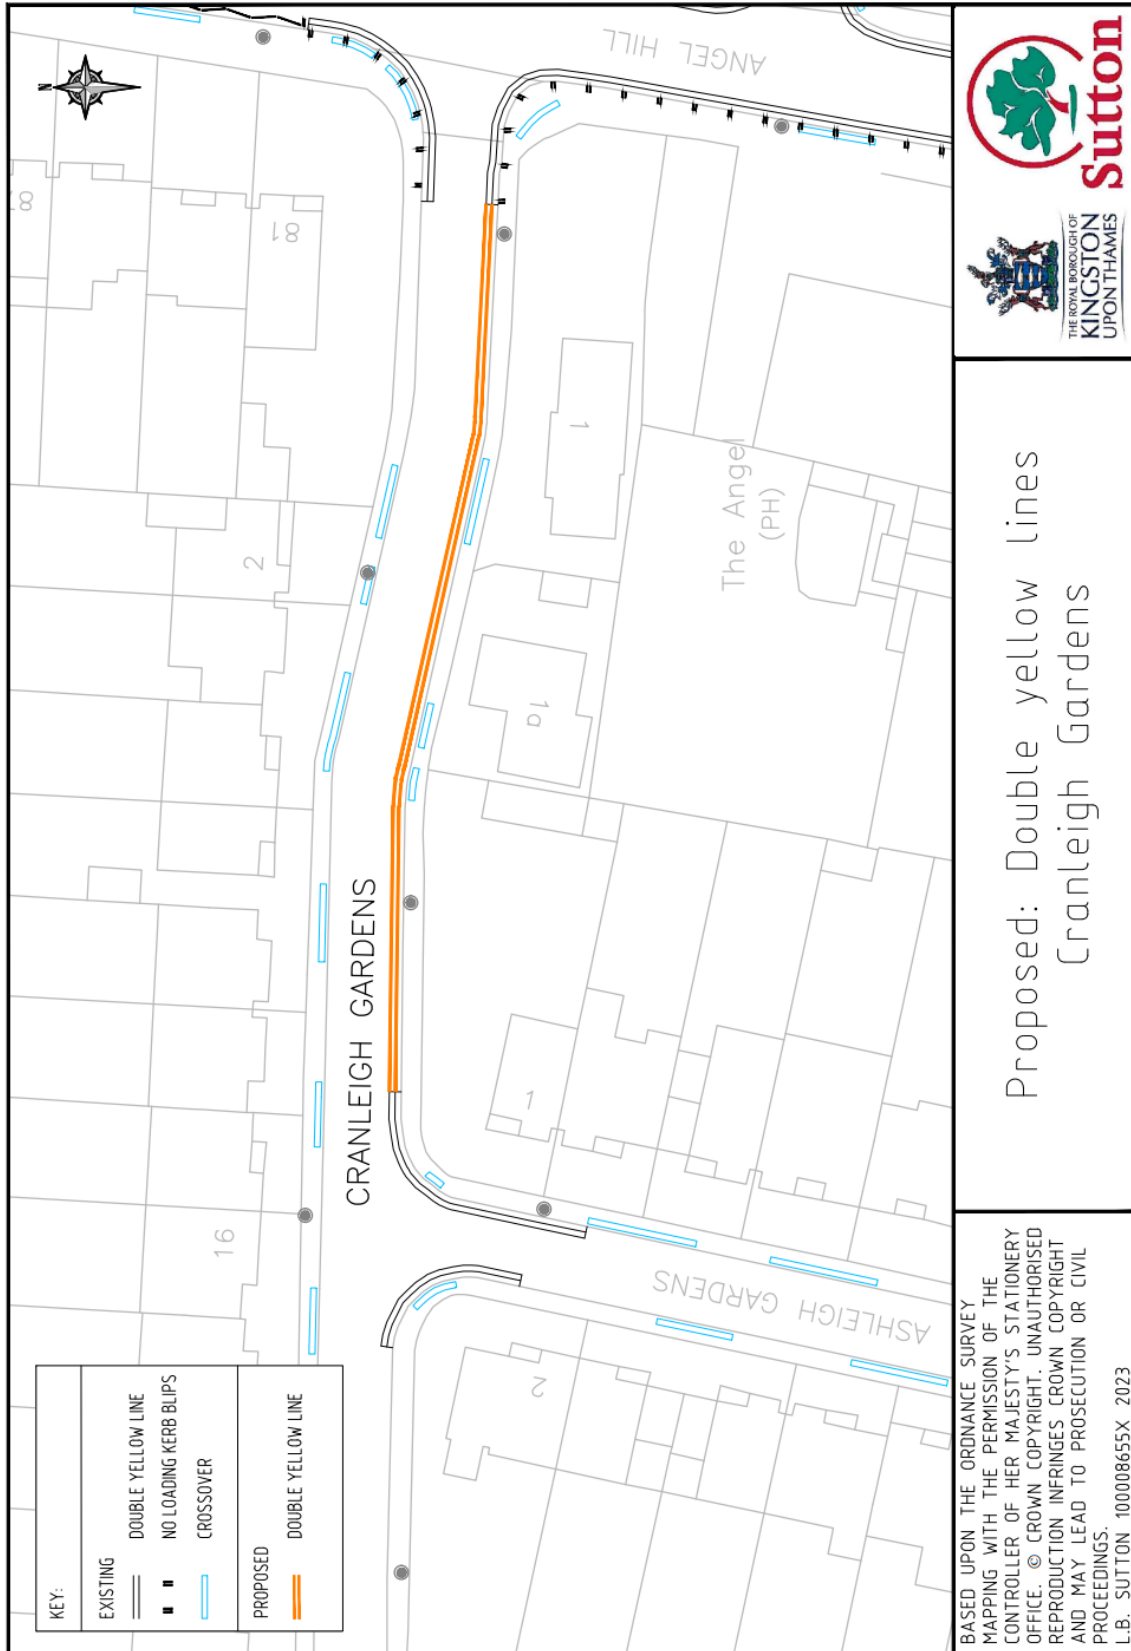 KEY:
EXISTING
DOUBLE YELLOW LINE
NO LOADING KERB BLIPS
CROSSOVER
PROPOSED
DOUBLE YELLOW LINE
N
ANGEL HILL
81
2
16
CRANLEIGH GARDENS
1
1a
The Angel
(PH)
1
2
ASHLEIGH GARDENS
BASED UPON THE ORDNANCE SURVEY
MAPPING WITH THE PERMISSION OF THE
CONTROLLER OF HER MAJESTY'S STATIONERY
OFFICE. © CROWN COPYRIGHT. UNAUTHORISED
REPRODUCTION INFRINGES CROWN COPYRIGHT
AND MAY LEAD TO PROSECUTION OR CIVIL
PROCEEDINGS.
L.B. SUTTON 100008655X 2023
Proposed: Double yellow lines
Cranleigh Gardens
THE ROYAL BOROUGH OF
KINGSTON
UPON THAMES
Sutton